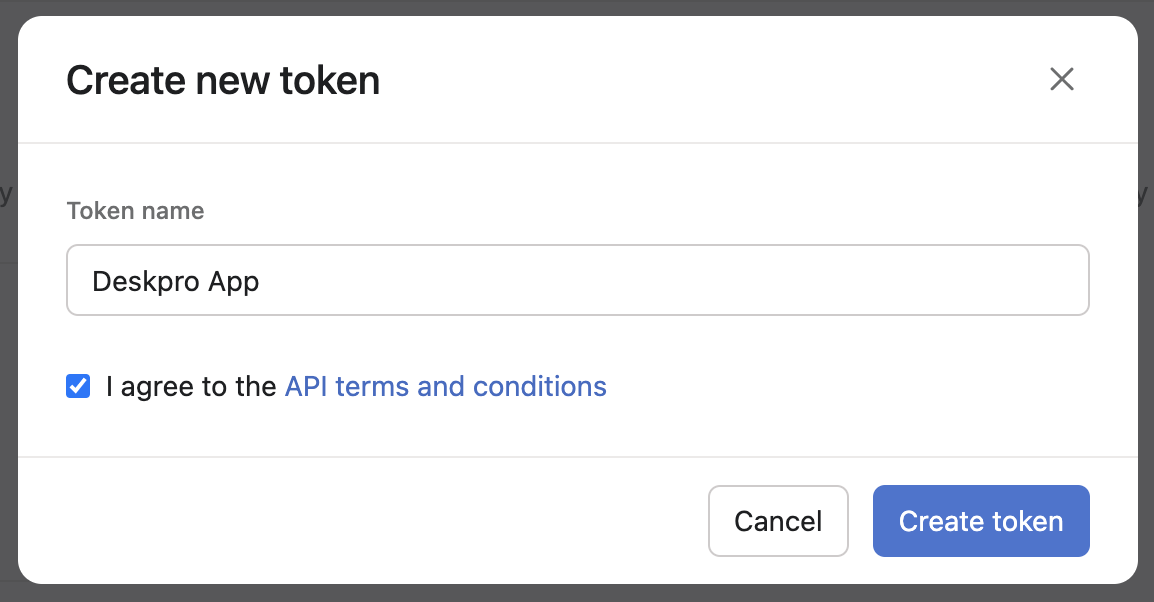 Create new token
Token name
Deskpro App
I agree to the API terms and conditions
Cancel
Create token